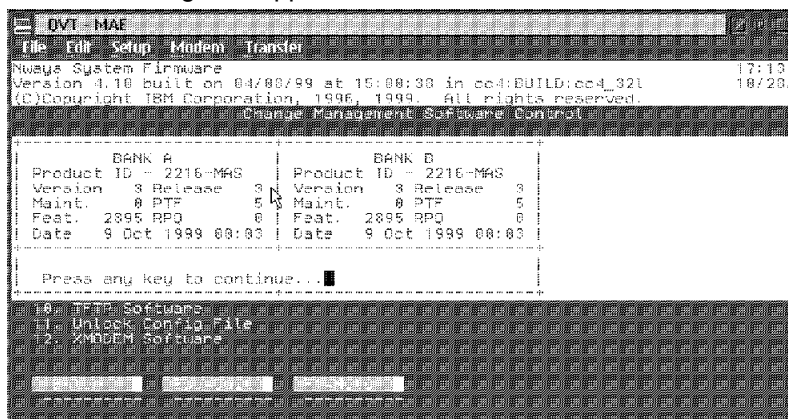 QVT - MAE
File Edit Setup Modem Transfer
Nways System Firmware 17:13
Version 4.10 built on 04/08/99 at 15:08:38 in cc4:BUILD:cc4_32l 10/20
(C)Copyright IBM Corporation, 1996, 1999. All rights reserved.
Change Management Software Control
BANK A BANK B
Product ID - 2216-MAS Product ID - 2216-MAS
Version 3 Release 3 Version 3 Release 3
Maint. 0 PTF 5 Maint. 0 PTF 5
Feat. 2895 RPQ 0 Feat. 2895 RPQ 0
Date 9 Oct 1999 00:03 Date 9 Oct 1999 00:03
Press any key to continue...
10. TFTP Software
11. Unlock Config File
12. XMODEM Software